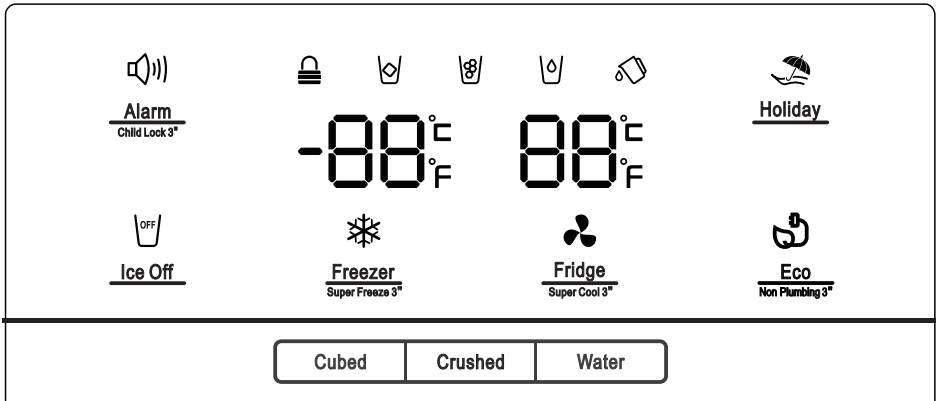 Alarm
Child Lock 3"
-88°C
°F
88°C
°F
Holiday
OFF
Ice Off
Freezer
Super Freeze 3"
Fridge
Super Cool 3"
Eco
Non Plumbing 3"
Cubed
Crushed
Water